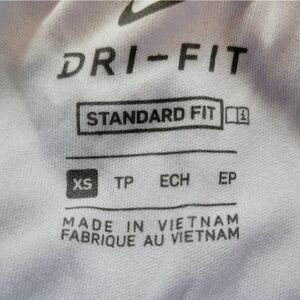 DRI-FIT
STANDARD FIT
XS TP ECH EP
MADE IN VIETNAM
FABRIQUE AU VIETNAM